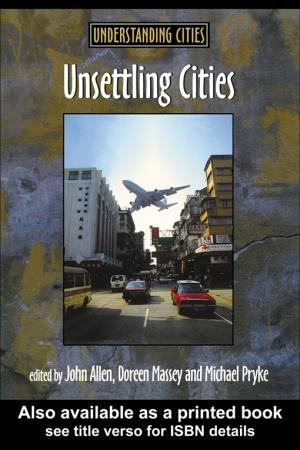 UNDERSTANDING CITIES
Unsettling Cities
edited by John Allen, Doreen Massey and Michael Pryke
Also available as a printed book
see title verso for ISBN details